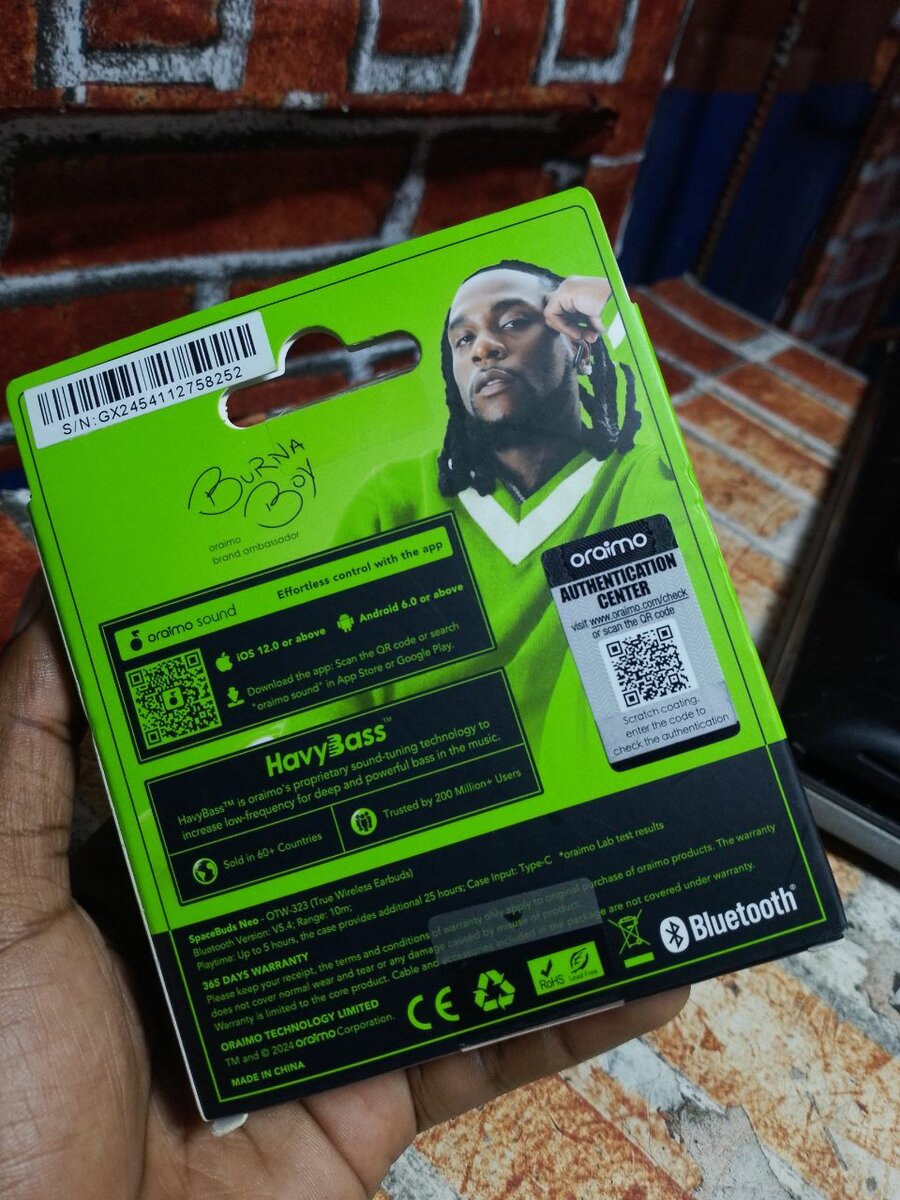 S/N:GX2454112758252
BURNA
BOY
oraimo
brand ambassador
oraimo sound
Effortless control with the app
iOS 12.0 or above
Android 6.0 or above
Download the app: Scan the QR code or search
"oraimo sound" in App Store or Google Play.
oraimo
AUTHENTICATION
CENTER
visit www.oraimo.com/check
or scan the QR code
Scratch coating,
enter the code to
check the authentication
HavyBass™
HavyBass™ is oraimo's proprietary sound-tuning technology to
increase low-frequency for deep and powerful bass in the music.
Sold in 60+ Countries
Trusted by 200 Million+ Users
SpaceBuds Neo - OTW-323 (True Wireless Earbuds)
Bluetooth Version: V5.4; Range: 10m;
Playtime: Up to 5 hours, the case provides additional 25 hours; Case Input: Type-C *oraimo Lab test results
365 DAYS WARRANTY
Please keep your receipt, the terms and conditions of warranty only apply to original purchase of oraimo products. The warranty
does not cover normal wear and tear or any damage caused by misuse of product.
Warranty is limited to the core product. Cable and accessories included in the package are not covered under warranty.
ORAIMO TECHNOLOGY LIMITED
TM and © 2024 oraimo Corporation.
MADE IN CHINA
CE
RoHS
Lead Free
Bluetooth®